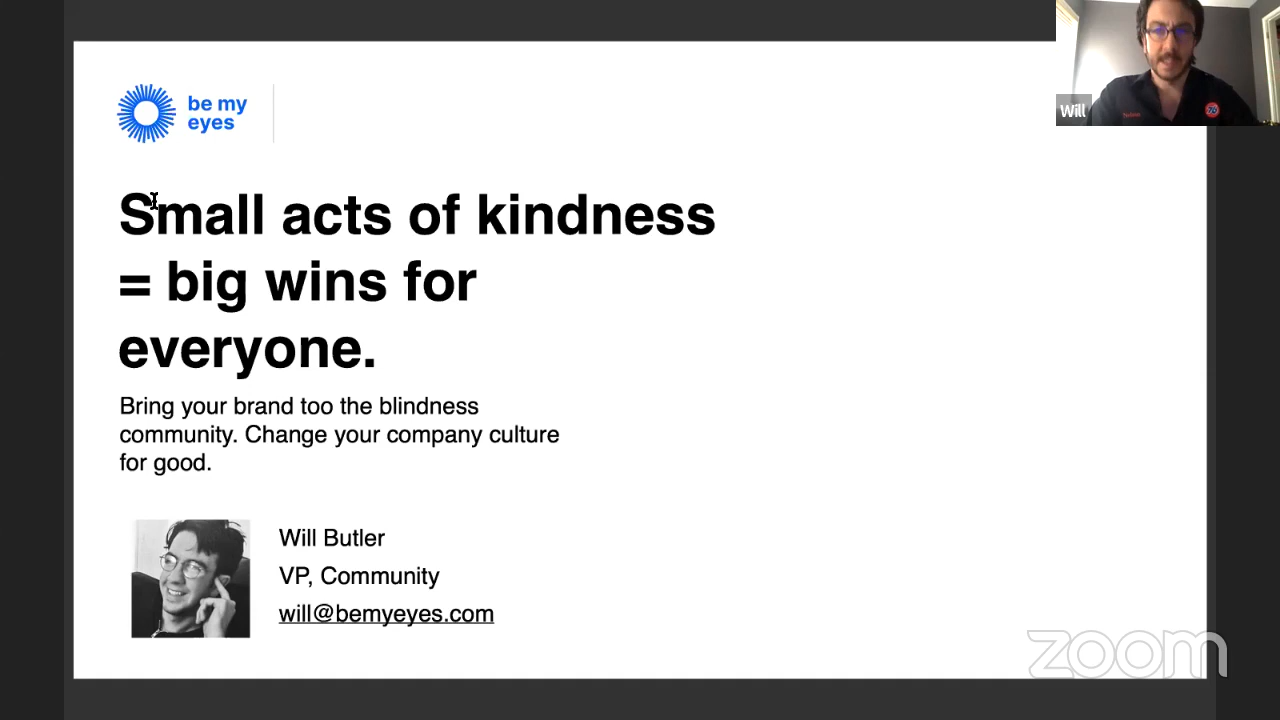 be my
eyes
Will
Small acts of kindness
= big wins for
everyone.
Bring your brand too the blindness
community. Change your company culture
for good.
Will Butler
VP, Community
will@bemyeyes.com
zoom
76